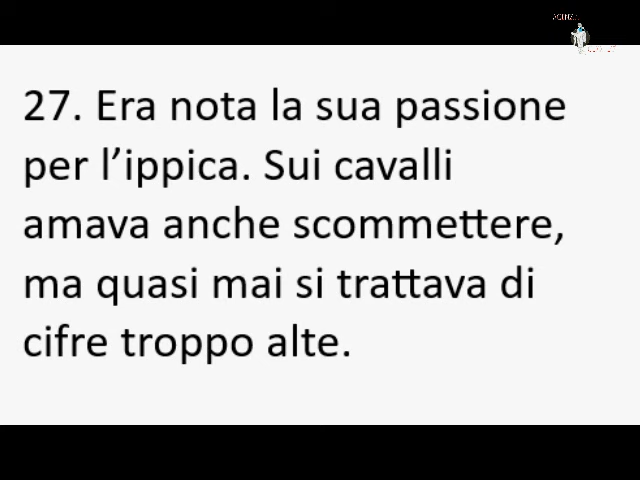 27. Era nota la sua passione
per l’ippica. Sui cavalli
amava anche scommettere,
ma quasi mai si trattava di
cifre troppo alte.